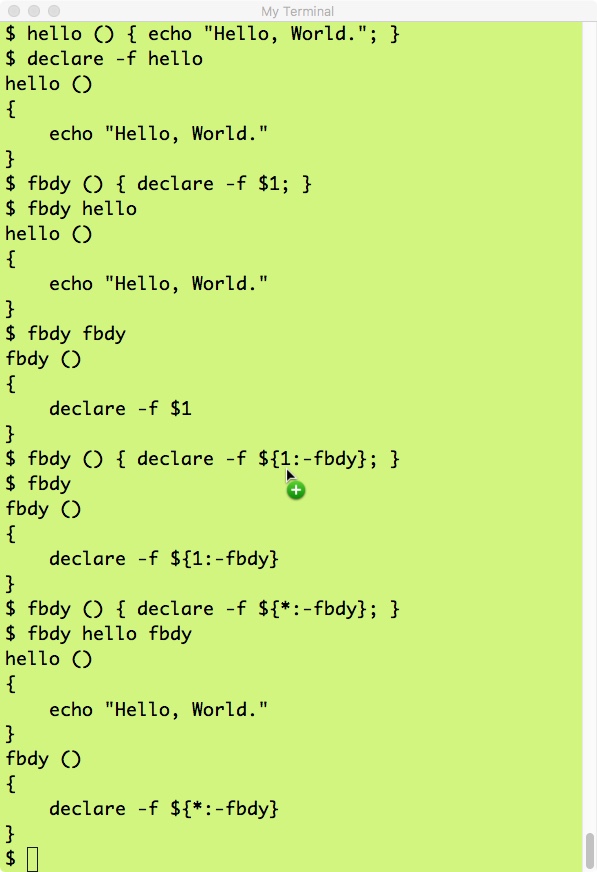 My Terminal
$ hello () { echo "Hello, World."; }
$ declare -f hello
hello ()
{
    echo "Hello, World."
}
$ fbdy () { declare -f $1; }
$ fbdy hello
hello ()
{
    echo "Hello, World."
}
$ fbdy fbdy
fbdy ()
{
    declare -f $1
}
$ fbdy () { declare -f ${1:-fbdy}; }
$ fbdy
fbdy ()
{
    declare -f ${1:-fbdy}
}
$ fbdy () { declare -f ${*:-fbdy}; }
$ fbdy hello fbdy
hello ()
{
    echo "Hello, World."
}
fbdy ()
{
    declare -f ${*:-fbdy}
}
$